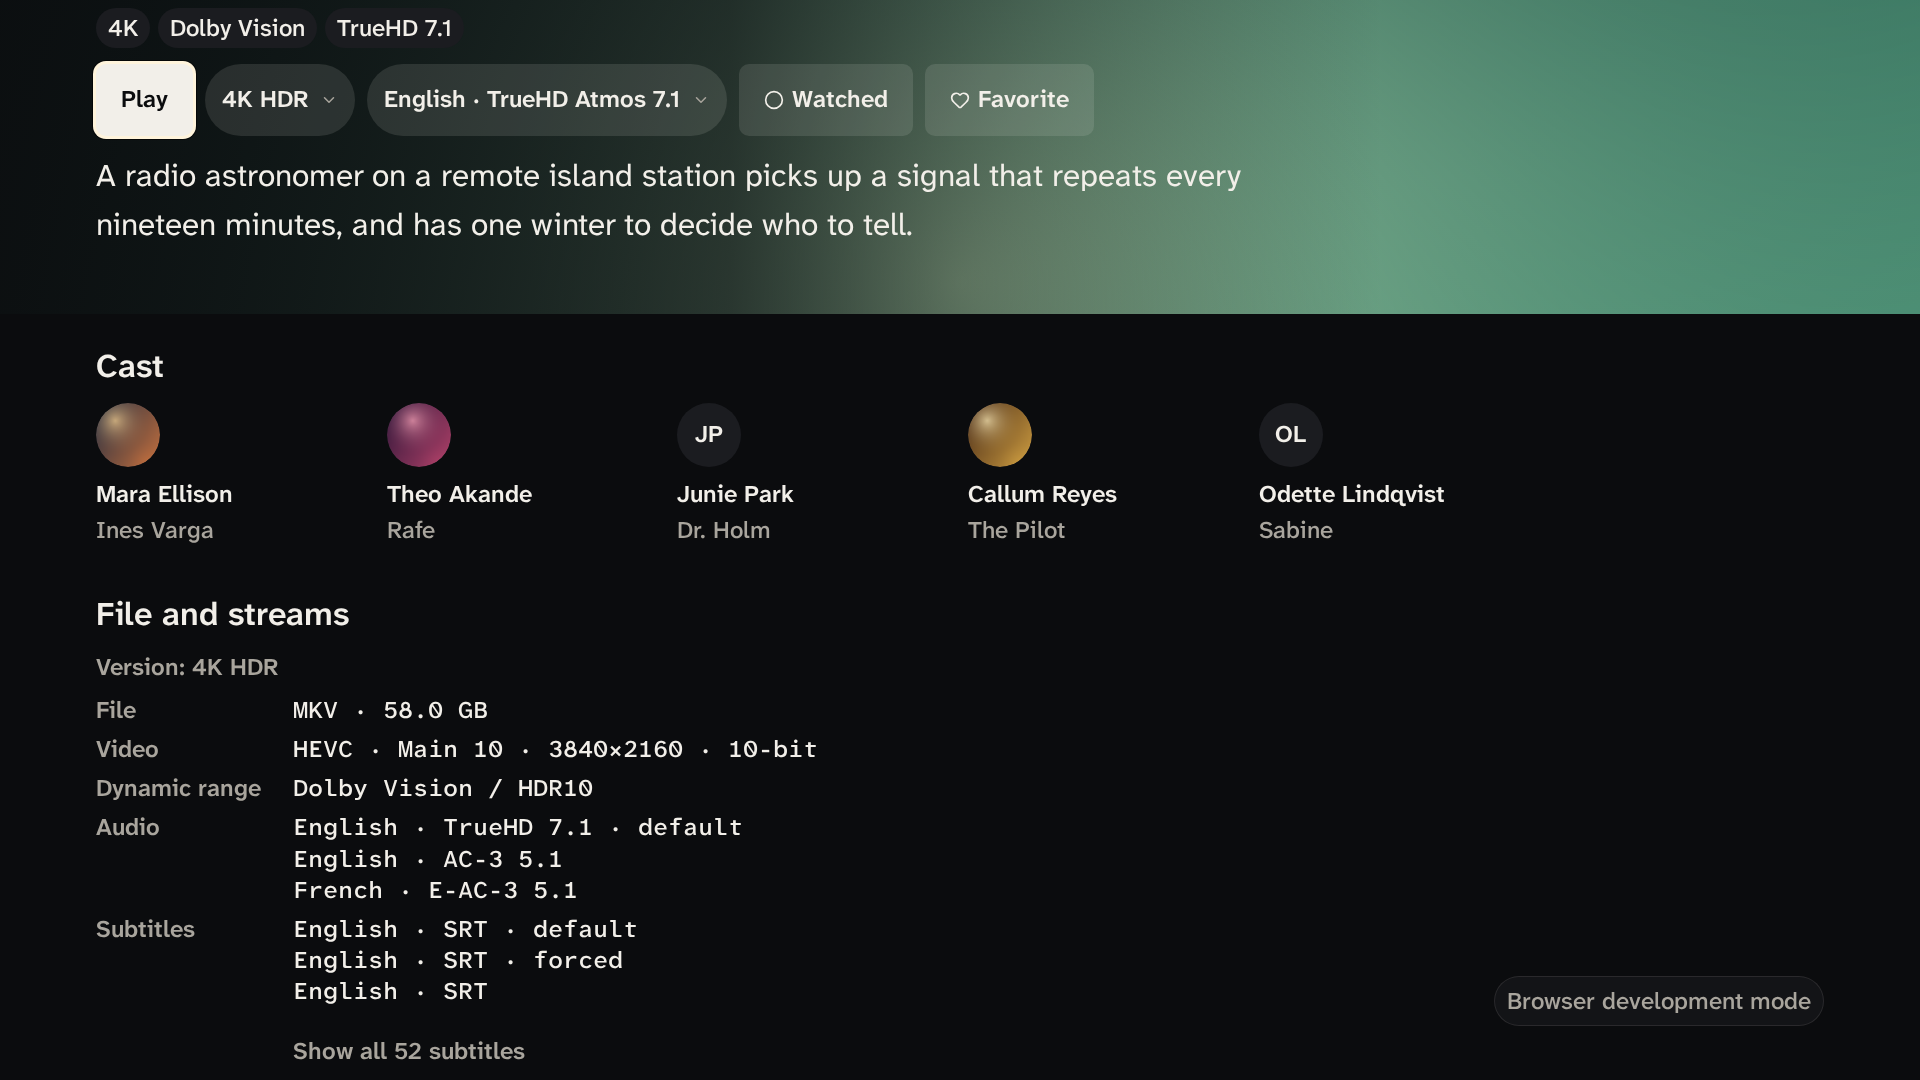 4K Dolby Vision TrueHD 7.1
Play 4K HDR English · TrueHD Atmos 7.1 Watched Favorite
A radio astronomer on a remote island station picks up a signal that repeats every
nineteen minutes, and has one winter to decide who to tell.
Cast
JP OL
Mara Ellison Theo Akande Junie Park Callum Reyes Odette Lindqvist
Ines Varga Rafe Dr. Holm The Pilot Sabine
File and streams
Version: 4K HDR
File MKV · 58.0 GB
Video HEVC · Main 10 · 3840×2160 · 10-bit
Dynamic range Dolby Vision / HDR10
Audio English · TrueHD 7.1 · default
English · AC-3 5.1
French · E-AC-3 5.1
Subtitles English · SRT · default
English · SRT · forced
English · SRT
Browser development mode
Show all 52 subtitles